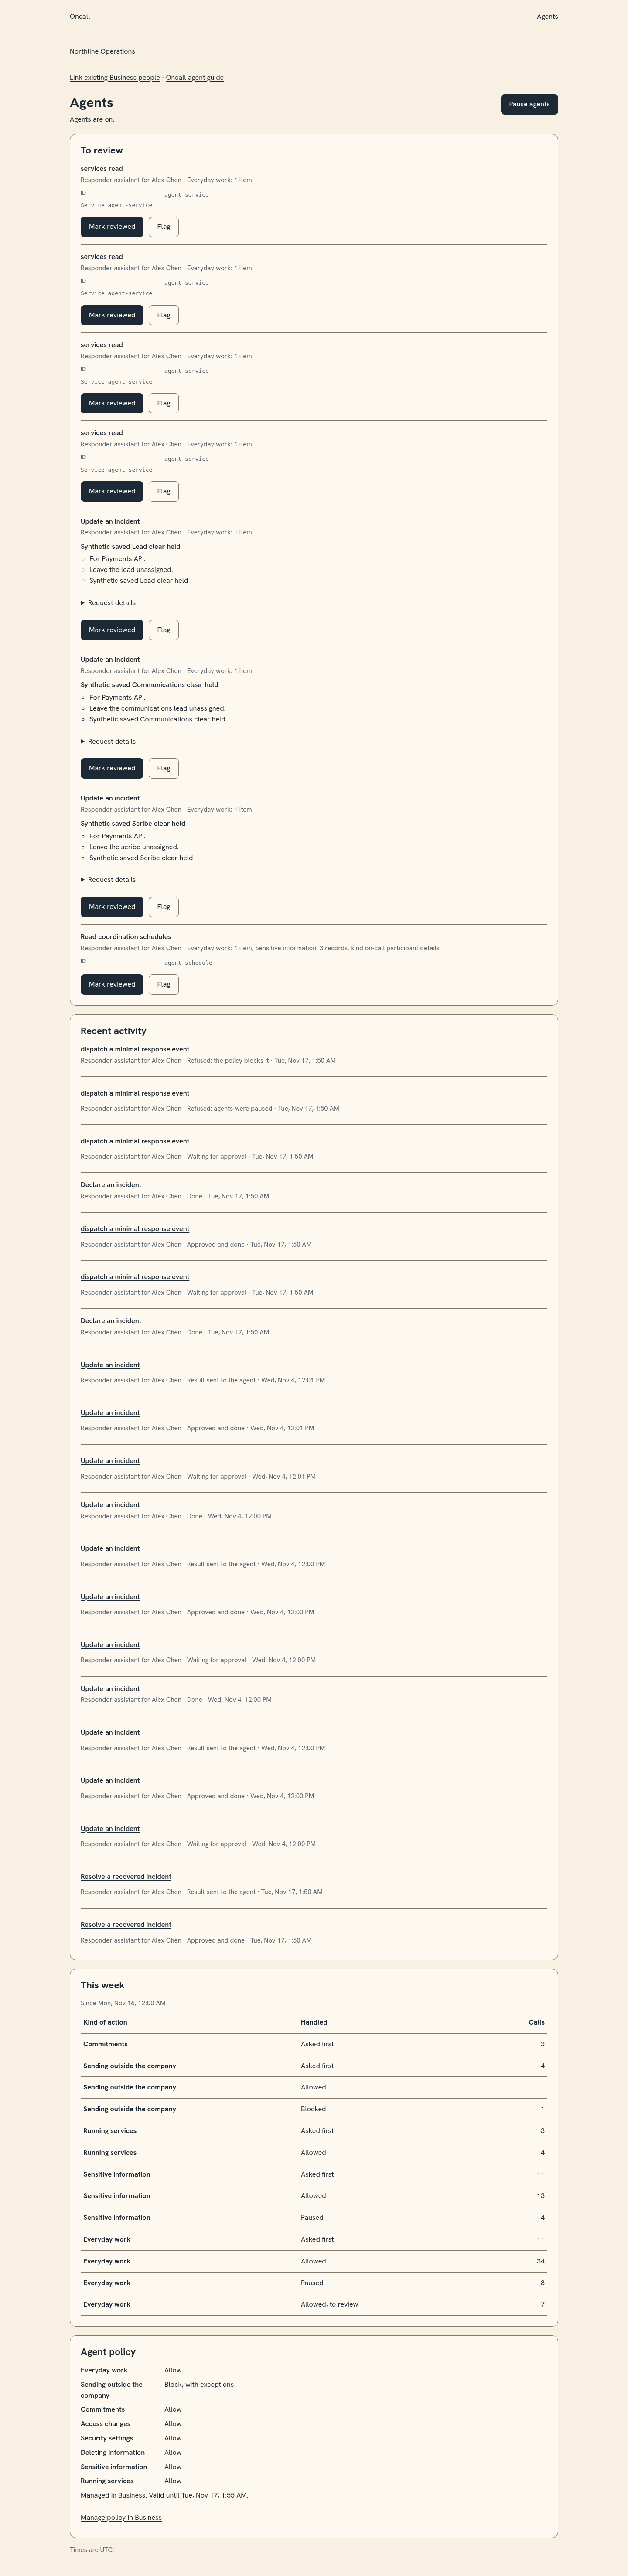 Oncall
Agents
Northline Operations
Link existing Business people · Oncall agent guide
Agents
Pause agents
Agents are on.
To review
services read
Responder assistant for Alex Chen · Everyday work: 1 item
ID
agent-service
Service agent-service
Mark reviewed
Flag
services read
Responder assistant for Alex Chen · Everyday work: 1 item
ID
agent-service
Service agent-service
Mark reviewed
Flag
services read
Responder assistant for Alex Chen · Everyday work: 1 item
ID
agent-service
Service agent-service
Mark reviewed
Flag
services read
Responder assistant for Alex Chen · Everyday work: 1 item
ID
agent-service
Service agent-service
Mark reviewed
Flag
Update an incident
Responder assistant for Alex Chen · Everyday work: 1 item
Synthetic saved Lead clear held
For Payments API.
Leave the lead unassigned.
Synthetic saved Lead clear held
Request details
Mark reviewed
Flag
Update an incident
Responder assistant for Alex Chen · Everyday work: 1 item
Synthetic saved Communications clear held
For Payments API.
Leave the communications lead unassigned.
Synthetic saved Communications clear held
Request details
Mark reviewed
Flag
Update an incident
Responder assistant for Alex Chen · Everyday work: 1 item
Synthetic saved Scribe clear held
For Payments API.
Leave the scribe unassigned.
Synthetic saved Scribe clear held
Request details
Mark reviewed
Flag
Read coordination schedules
Responder assistant for Alex Chen · Everyday work: 1 item; Sensitive information: 3 records, kind on-call participant details
ID
agent-schedule
Mark reviewed
Flag
Recent activity
dispatch a minimal response event
Responder assistant for Alex Chen · Refused: the policy blocks it · Tue, Nov 17, 1:50 AM
dispatch a minimal response event
Responder assistant for Alex Chen · Refused: agents were paused · Tue, Nov 17, 1:50 AM
dispatch a minimal response event
Responder assistant for Alex Chen · Waiting for approval · Tue, Nov 17, 1:50 AM
Declare an incident
Responder assistant for Alex Chen · Done · Tue, Nov 17, 1:50 AM
dispatch a minimal response event
Responder assistant for Alex Chen · Approved and done · Tue, Nov 17, 1:50 AM
dispatch a minimal response event
Responder assistant for Alex Chen · Waiting for approval · Tue, Nov 17, 1:50 AM
Declare an incident
Responder assistant for Alex Chen · Done · Tue, Nov 17, 1:50 AM
Update an incident
Responder assistant for Alex Chen · Result sent to the agent · Wed, Nov 4, 12:01 PM
Update an incident
Responder assistant for Alex Chen · Approved and done · Wed, Nov 4, 12:01 PM
Update an incident
Responder assistant for Alex Chen · Waiting for approval · Wed, Nov 4, 12:01 PM
Update an incident
Responder assistant for Alex Chen · Done · Wed, Nov 4, 12:00 PM
Update an incident
Responder assistant for Alex Chen · Result sent to the agent · Wed, Nov 4, 12:00 PM
Update an incident
Responder assistant for Alex Chen · Approved and done · Wed, Nov 4, 12:00 PM
Update an incident
Responder assistant for Alex Chen · Waiting for approval · Wed, Nov 4, 12:00 PM
Update an incident
Responder assistant for Alex Chen · Done · Wed, Nov 4, 12:00 PM
Update an incident
Responder assistant for Alex Chen · Result sent to the agent · Wed, Nov 4, 12:00 PM
Update an incident
Responder assistant for Alex Chen · Approved and done · Wed, Nov 4, 12:00 PM
Update an incident
Responder assistant for Alex Chen · Waiting for approval · Wed, Nov 4, 12:00 PM
Resolve a recovered incident
Responder assistant for Alex Chen · Result sent to the agent · Tue, Nov 17, 1:50 AM
Resolve a recovered incident
Responder assistant for Alex Chen · Approved and done · Tue, Nov 17, 1:50 AM
This week
Since Mon, Nov 16, 12:00 AM
Kind of action Handled Calls
Commitments Asked first 3
Sending outside the company Asked first 4
Sending outside the company Allowed 1
Sending outside the company Blocked 1
Running services Asked first 3
Running services Allowed 4
Sensitive information Asked first 11
Sensitive information Allowed 13
Sensitive information Paused 4
Everyday work Asked first 11
Everyday work Allowed 34
Everyday work Paused 8
Everyday work Allowed, to review 7
Agent policy
Everyday work Allow
Sending outside the company Block, with exceptions
Commitments Allow
Access changes Allow
Security settings Allow
Deleting information Allow
Sensitive information Allow
Running services Allow
Managed in Business. Valid until Tue, Nov 17, 1:55 AM.
Manage policy in Business
Times are UTC.